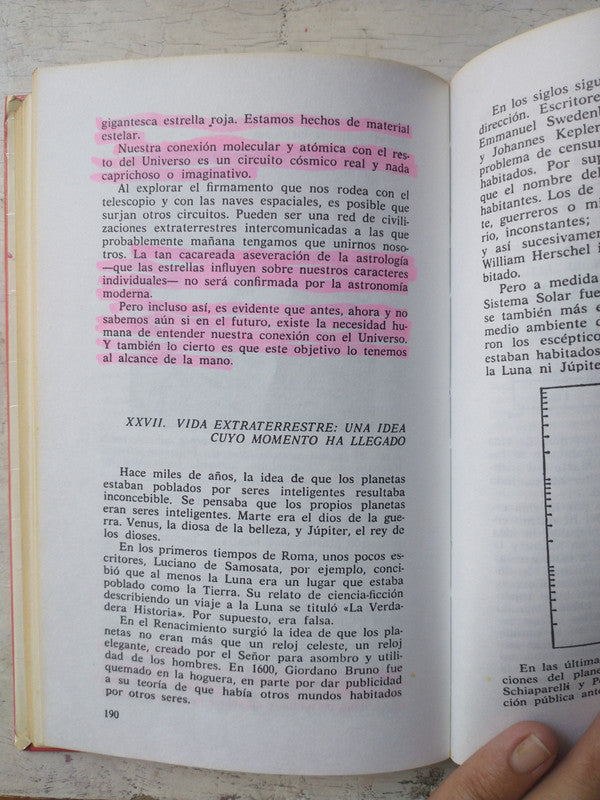 gigantesca estrella roja. Estamos hechos de material
estelar.
Nuestra conexión molecular y atómica con el res-
to del Universo es un circuito cósmico real y nada
caprichoso o imaginativo.
Al explorar el firmamento que nos rodea con el
telescopio y con las naves espaciales, es posible que
surjan otros circuitos. Pueden ser una red de civili-
zaciones extraterrestres intercomunicadas a las que
probablemente mañana tengamos que unirnos noso-
tros. La tan cacareada aseveración de la astrología
—que las estrellas influyen sobre nuestros caracteres
individuales— no será confirmada por la astronomía
moderna.
Pero incluso así, es evidente que antes, ahora y no
sabemos aún si en el futuro, existe la necesidad hu-
mana de entender nuestra conexión con el Universo.
Y también lo cierto es que este objetivo lo tenemos
al alcance de la mano.
XXVII. VIDA EXTRATERRESTRE: UNA IDEA
CUYO MOMENTO HA LLEGADO
Hace miles de años, la idea de que los planetas
estaban poblados por seres inteligentes resultaba
inconcebible. Se pensaba que los propios planetas
eran seres inteligentes. Marte era el dios de la gue-
rra. Venus, la diosa de la belleza, y Júpiter, el rey de
los dioses.
En los primeros tiempos de Roma, unos pocos es-
critores, Luciano de Samosata, por ejemplo, conci-
bió que al menos la Luna era un lugar que estaba
poblado como la Tierra. Su relato de ciencia-ficción
describiendo un viaje a la Luna se tituló «La Verda-
dera Historia». Por supuesto, era falsa.
En el Renacimiento surgió la idea de que los pla-
netas no eran más que un reloj celeste, un reloj
elegante, creado por el Señor para asombro y utili-
dad de los hombres. En 1600, Giordano Bruno fue
quemado en la hoguera, en parte por dar publicidad
a su teoría de que había otros mundos habitados
por otros seres.
190
En los siglos sigu
dirección. Escritore
Emmanuel Sweden
y Johannes Kepler
problema de censu
habitados. Por sup
que el nombre del
habitantes. Los de
te, guerreros o mi
rio, inconstantes;
y así sucesivamen
William Herschel i
bitado.
Pero a medida
Sistema Solar fue
se también más e
medio ambiente d
ron los escéptico
estaban habitados
la Luna ni Júpite
En las última
ciones del plane
Schiaparelli y Pe
ción pública ant